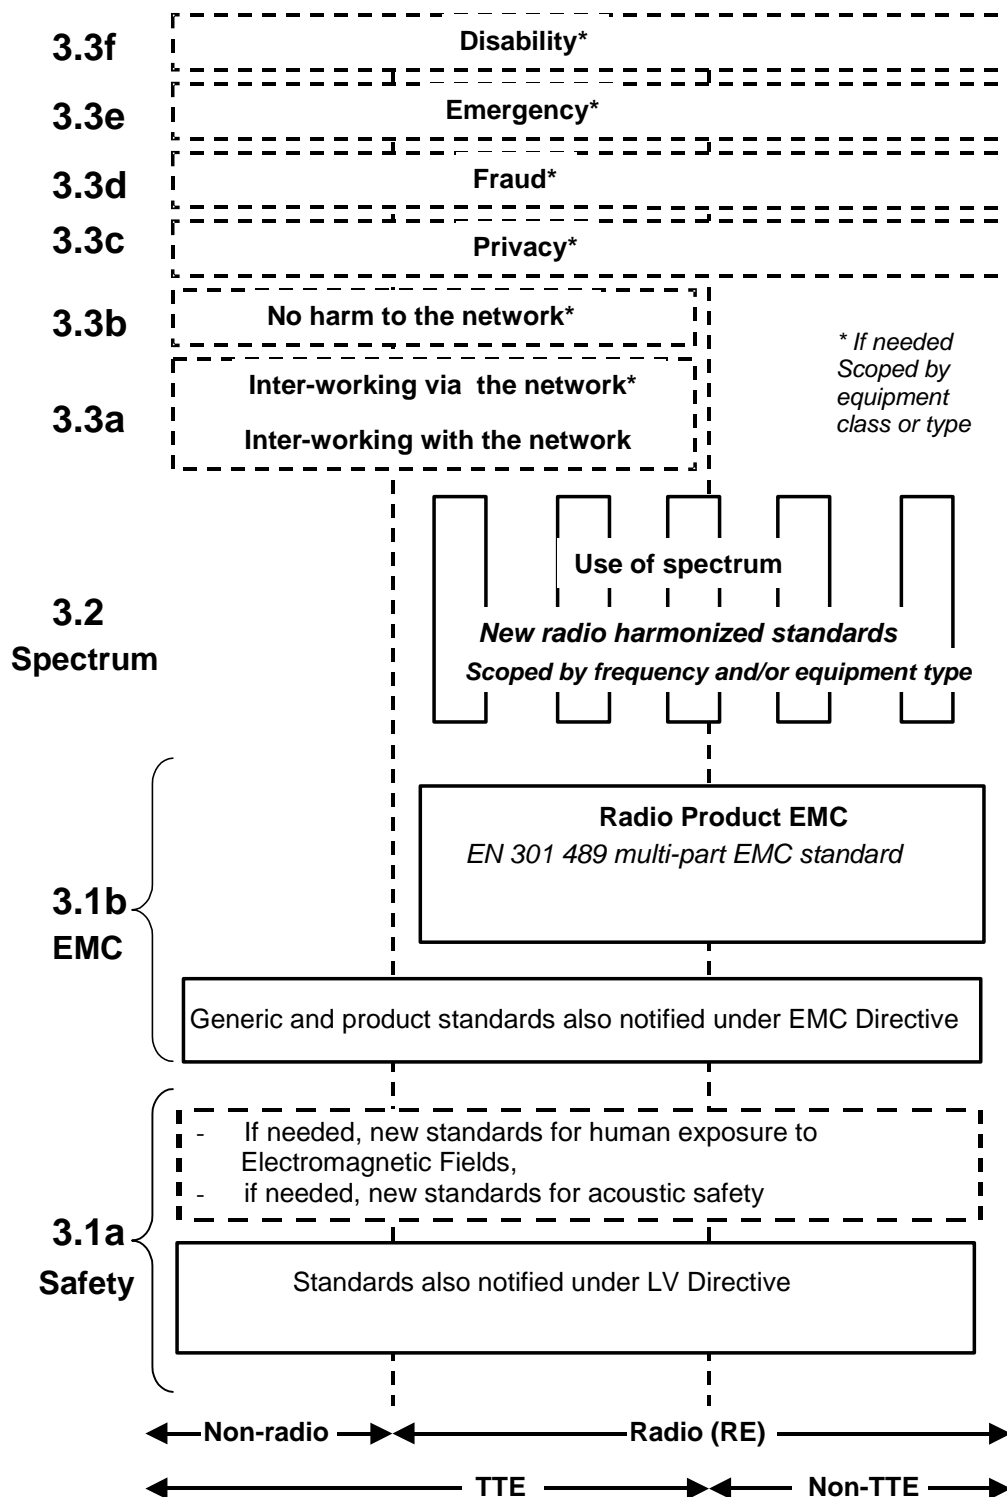 3.3f
Disability*
3.3e
Emergency*
3.3d
Fraud*
3.3c
Privacy*
3.3b
No harm to the network*
* If needed
Scoped by
equipment
class or type
3.3a
Inter-working via the network*
Inter-working with the network
3.2
Spectrum
Use of spectrum
New radio harmonized standards
Scoped by frequency and/or equipment type
3.1b
EMC
Radio Product EMC
EN 301 489 multi-part EMC standard
Generic and product standards also notified under EMC Directive
3.1a
Safety
- If needed, new standards for human exposure to
Electromagnetic Fields,
- if needed, new standards for acoustic safety
Standards also notified under LV Directive
Non-radio
Radio (RE)
TTE
Non-TTE